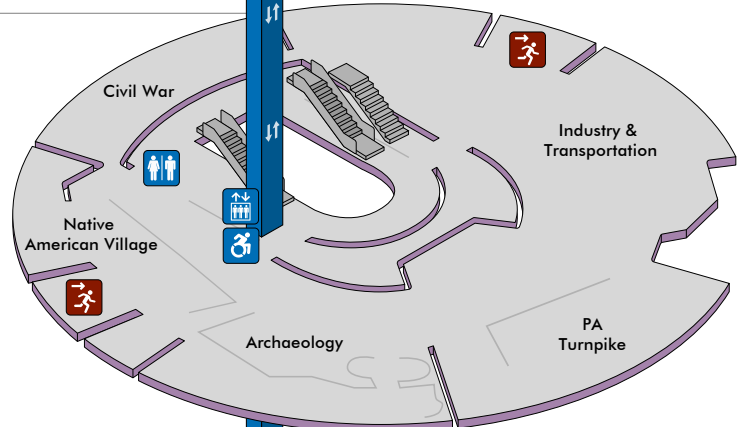 Civil War
Industry &
Transportation
Native
American Village
Archaeology
PA
Turnpike